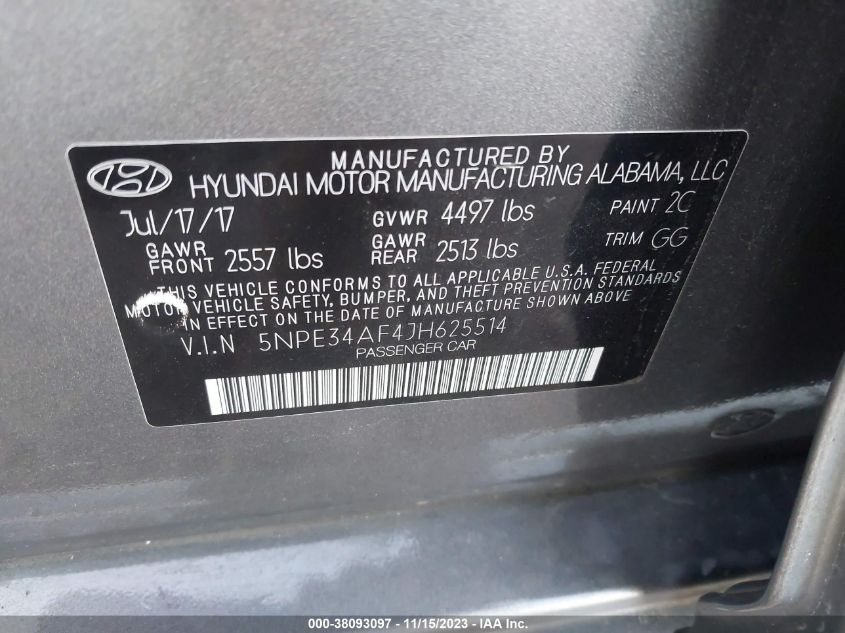 MANUFACTURED BY
HYUNDAI MOTOR MANUFACTURING ALABAMA, LLC
Jul/17/17 GVWR 4497 lbs PAINT 2C
GAWR FRONT 2557 lbs GAWR REAR 2513 lbs TRIM GG
THIS VEHICLE CONFORMS TO ALL APPLICABLE U.S.A. FEDERAL
MOTOR VEHICLE SAFETY, BUMPER, AND THEFT PREVENTION STANDARDS
IN EFFECT ON THE DATE OF MANUFACTURE SHOWN ABOVE
V.I.N 5NPE34AF4JH625514
PASSENGER CAR
000-38093097 - 11/15/2023 - IAA Inc.